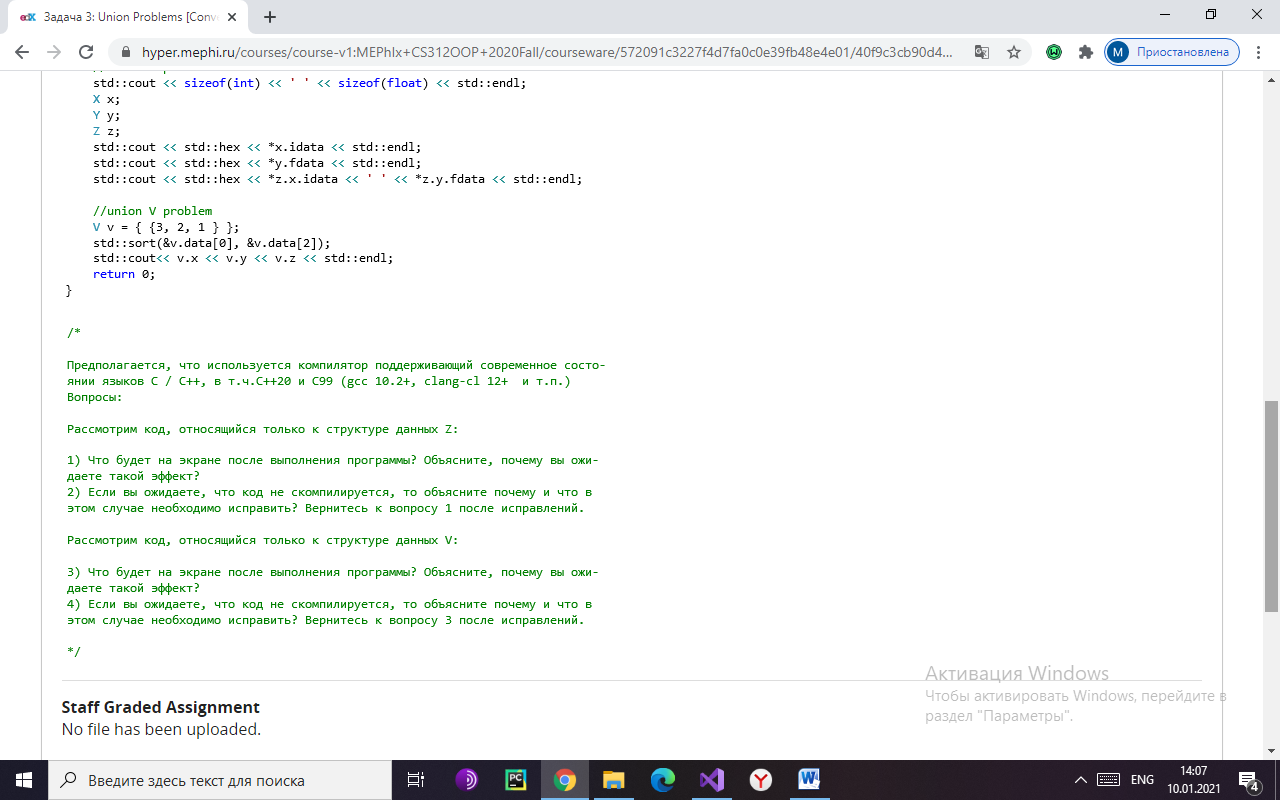 Задача 3: Union Problems [Conv
hyper.mephi.ru/courses/course-v1:MEPhIx+CS312OOP+2020Fall/courseware/572091c3227f4d7fa0c0e39fb48e4e01/40f9c3cb90d4...
M Приостановлена
std::cout << sizeof(int) << ' ' << sizeof(float) << std::endl;
X x;
Y y;
Z z;
std::cout << std::hex << *x.idata << std::endl;
std::cout << std::hex << *y.fdata << std::endl;
std::cout << std::hex << *z.x.idata << ' ' << *z.y.fdata << std::endl;
//union V problem
V v = { {3, 2, 1 } };
std::sort(&v.data[0], &v.data[2]);
std::cout<< v.x << v.y << v.z << std::endl;
return 0;
}
/*
Предполагается, что используется компилятор поддерживающий современное состо-
янии языков C / C++, в т.ч.C++20 и C99 (gcc 10.2+, clang-cl 12+ и т.п.)
Вопросы:
Рассмотрим код, относящийся только к структуре данных Z:
1) Что будет на экране после выполнения программы? Объясните, почему вы ожи-
даете такой эффект?
2) Если вы ожидаете, что код не скомпилируется, то объясните почему и что в
этом случае необходимо исправить? Вернитесь к вопросу 1 после исправлений.
Рассмотрим код, относящийся только к структуре данных V:
3) Что будет на экране после выполнения программы? Объясните, почему вы ожи-
даете такой эффект?
4) Если вы ожидаете, что код не скомпилируется, то объясните почему и что в
этом случае необходимо исправить? Вернитесь к вопросу 3 после исправлений.
*/
Staff Graded Assignment
No file has been uploaded.
Активация Windows
Чтобы активировать Windows, перейдите в
раздел "Параметры".
Введите здесь текст для поиска
ENG
14:07
10.01.2021
4